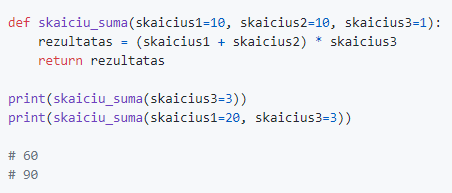 def skaiciu_suma(skaicius1=10, skaicius2=10, skaicius3=1):
    rezultatas = (skaicius1 + skaicius2) * skaicius3
    return rezultatas

print(skaiciu_suma(skaicius3=3))
print(skaiciu_suma(skaicius1=20, skaicius3=3))

# 60
# 90